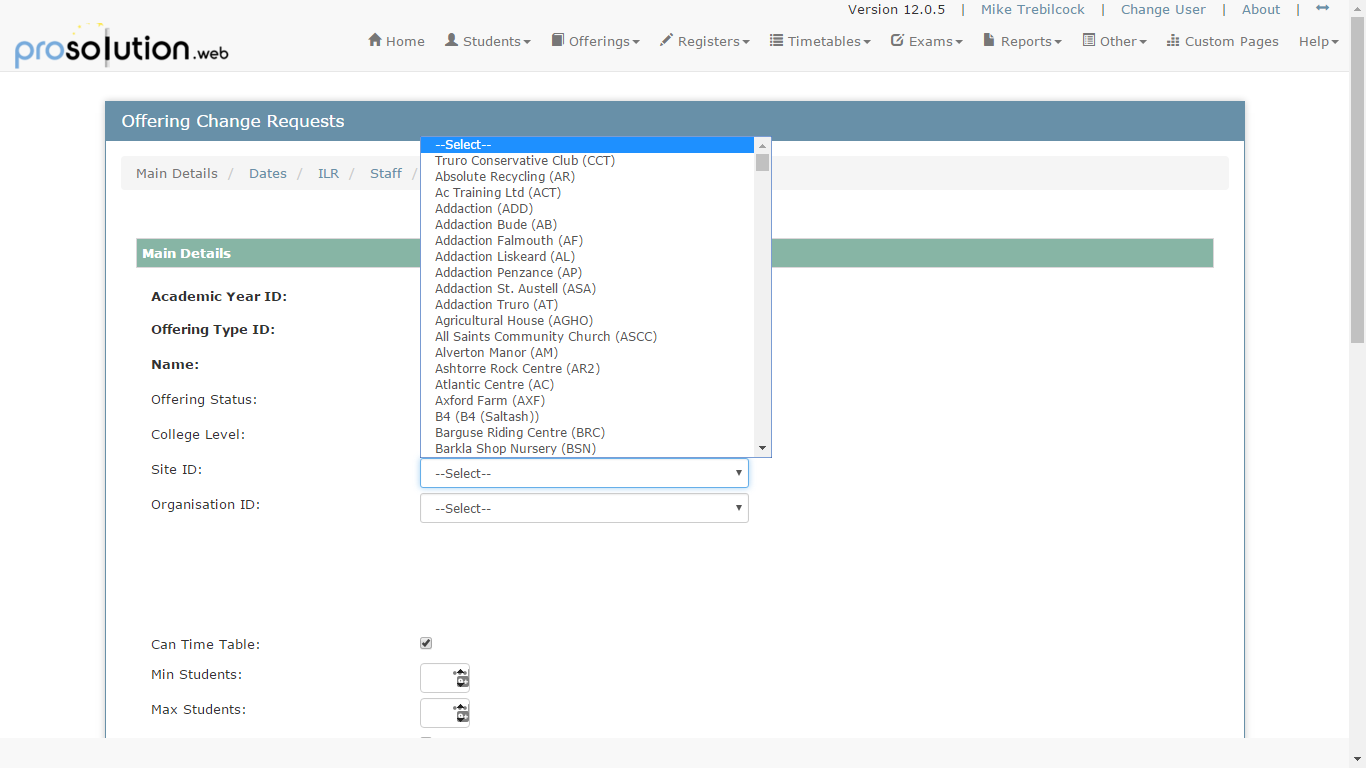 Version 12.0.5 | Mike Trebilcock | Change User | About |
prosolution.web
Home Students Offerings Registers Timetables Exams Reports Other Custom Pages Help
Offering Change Requests
Main Details / Dates / ILR / Staff /
--Select--
Truro Conservative Club (CCT)
Absolute Recycling (AR)
Ac Training Ltd (ACT)
Addaction (ADD)
Addaction Bude (AB)
Addaction Falmouth (AF)
Addaction Liskeard (AL)
Addaction Penzance (AP)
Addaction St. Austell (ASA)
Addaction Truro (AT)
Agricultural House (AGHO)
All Saints Community Church (ASCC)
Alverton Manor (AM)
Ashtorre Rock Centre (AR2)
Atlantic Centre (AC)
Axford Farm (AXF)
B4 (B4 (Saltash))
Barguse Riding Centre (BRC)
Barkla Shop Nursery (BSN)
Main Details
Academic Year ID:
Offering Type ID:
Name:
Offering Status:
College Level:
Site ID: --Select--
Organisation ID: --Select--
Can Time Table:
Min Students:
Max Students: